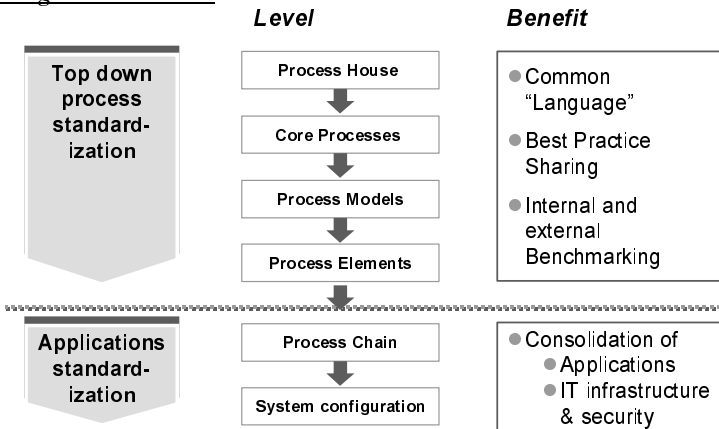 Level
Benefit
Top down
process
standard-
ization
Process House
Core Processes
Process Models
Process Elements
Common
“Language”
Best Practice
Sharing
Internal and
external
Benchmarking
Applications
standard-
ization
Process Chain
System configuration
Consolidation of
Applications
IT infrastructure
& security